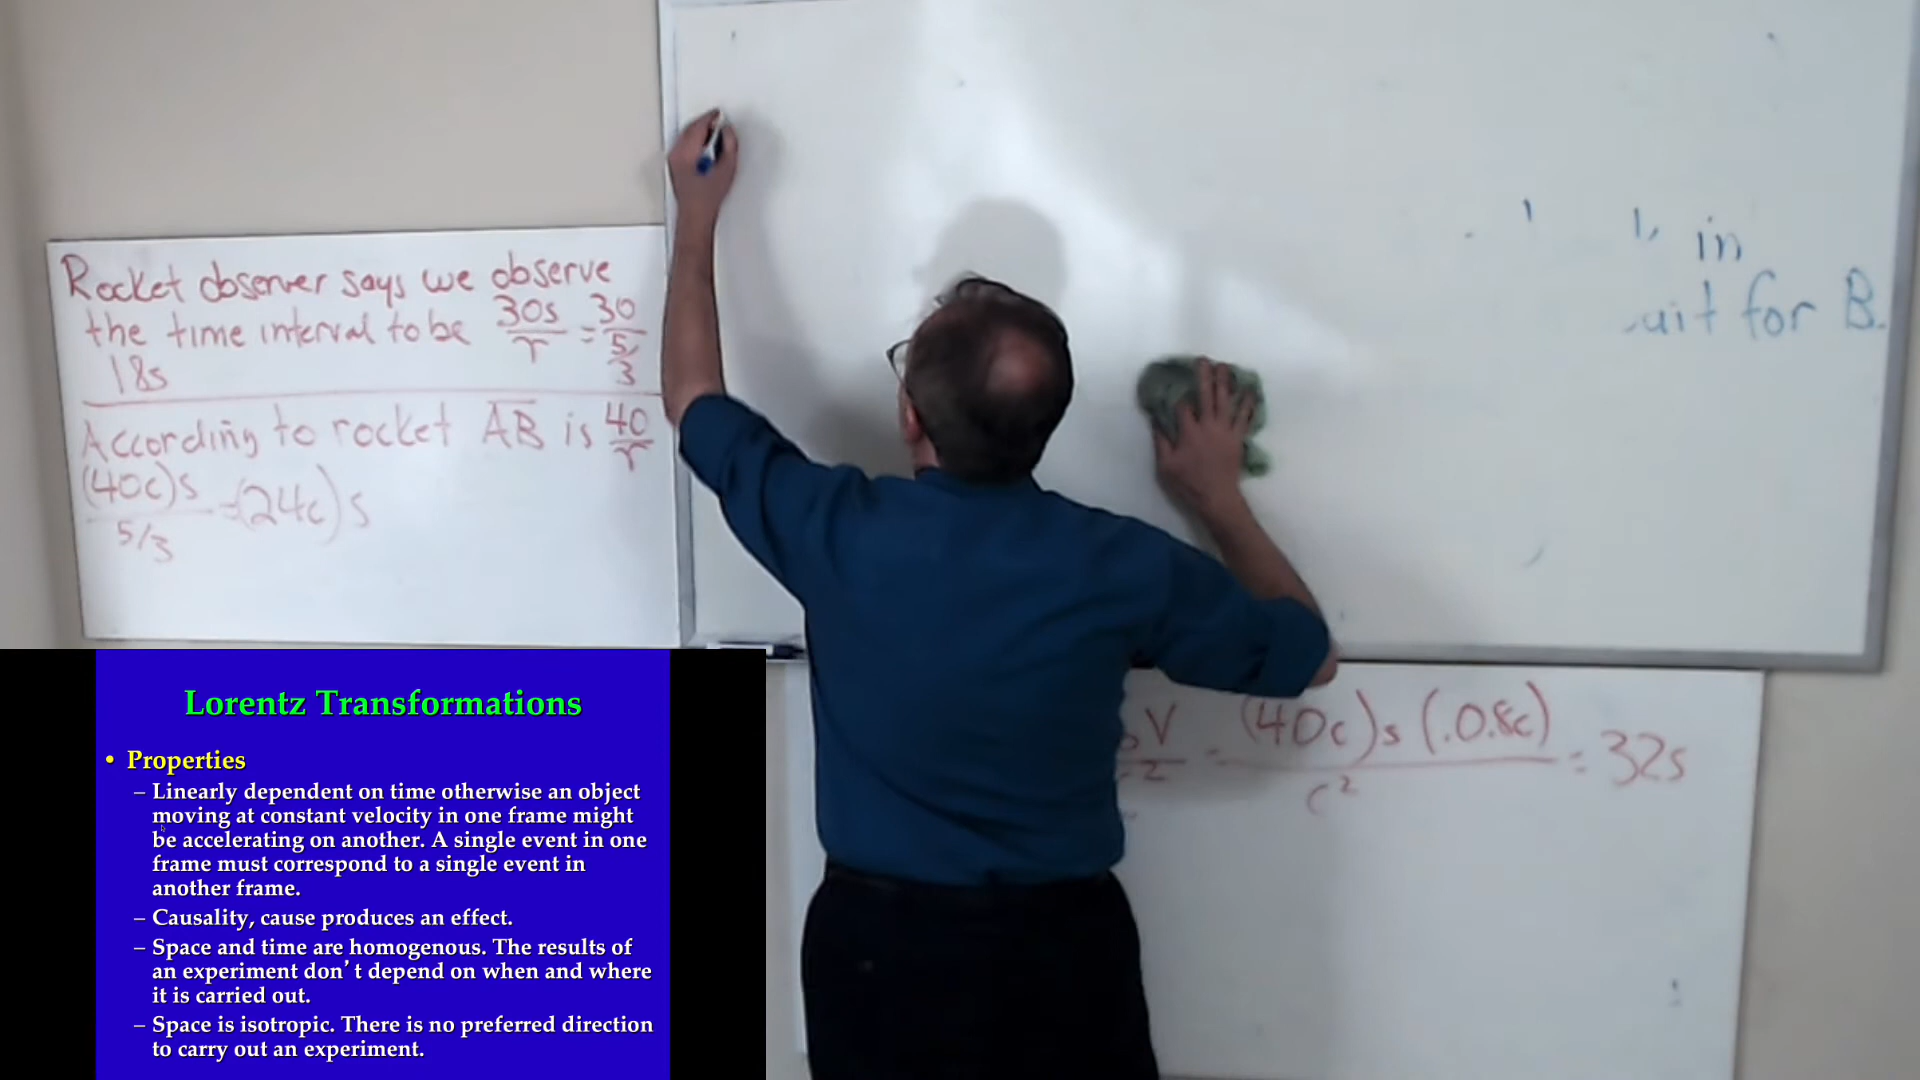 Rocket observer says we observe
the time interval to be 30s/γ = 30/5/3
18s
According to rocket AB is 40/γ
(40c)s/5/3 = (24c)s
in
for B.
V/c² = (40c)s (.0.8c)/c² = 32s
Lorentz Transformations
• Properties
– Linearly dependent on time otherwise an object
moving at constant velocity in one frame might
be accelerating on another. A single event in one
frame must correspond to a single event in
another frame.
– Causality, cause produces an effect.
– Space and time are homogenous. The results of
an experiment don't depend on when and where
it is carried out.
– Space is isotropic. There is no preferred direction
to carry out an experiment.